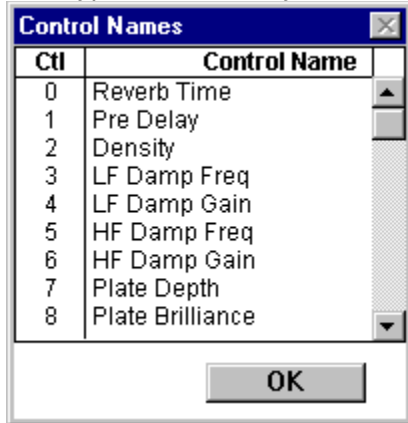 Control Names
Ctl Control Name
0 Reverb Time
1 Pre Delay
2 Density
3 LF Damp Freq
4 LF Damp Gain
5 HF Damp Freq
6 HF Damp Gain
7 Plate Depth
8 Plate Brilliance
OK